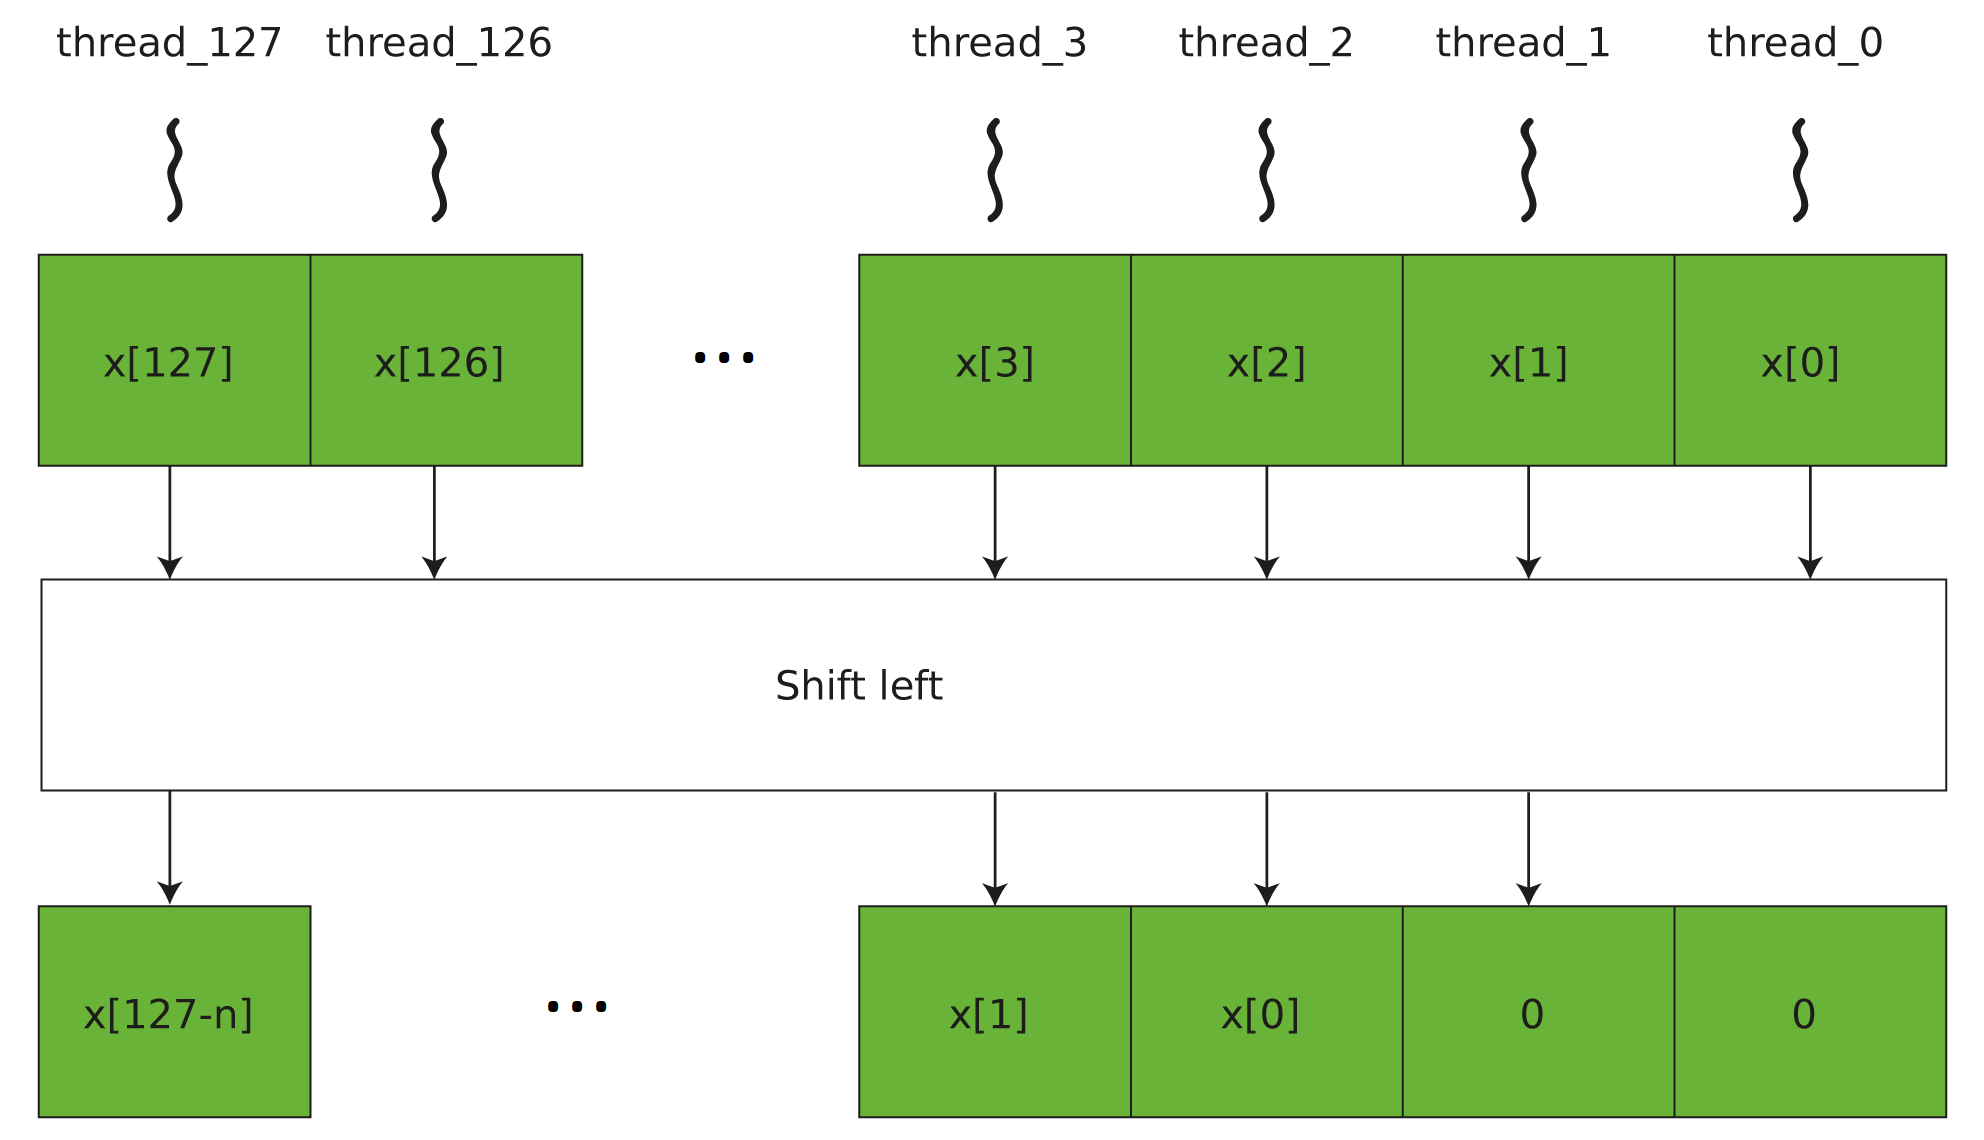 thread_127 thread_126 thread_3 thread_2 thread_1 thread_0
x[127] x[126] ... x[3] x[2] x[1] x[0]
Shift left
x[127-n] ... x[1] x[0] 0 0